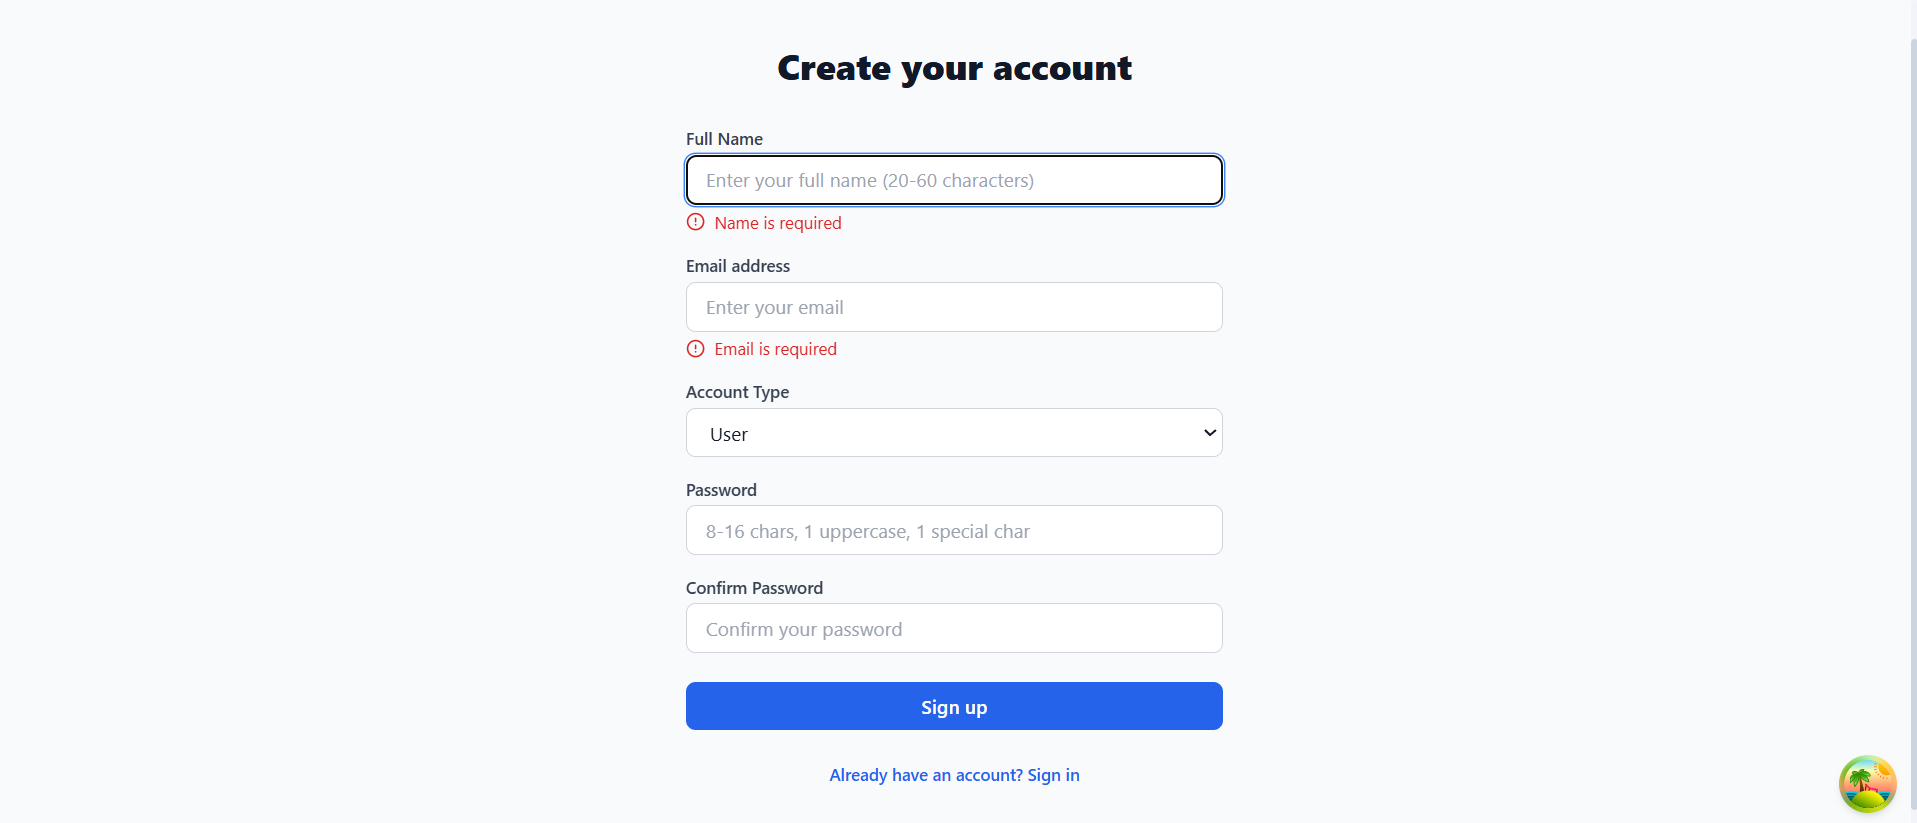 Create your account
Full Name
Enter your full name (20-60 characters)
Name is required
Email address
Enter your email
Email is required
Account Type
User
Password
8-16 chars, 1 uppercase, 1 special char
Confirm Password
Confirm your password
Sign up
Already have an account? Sign in